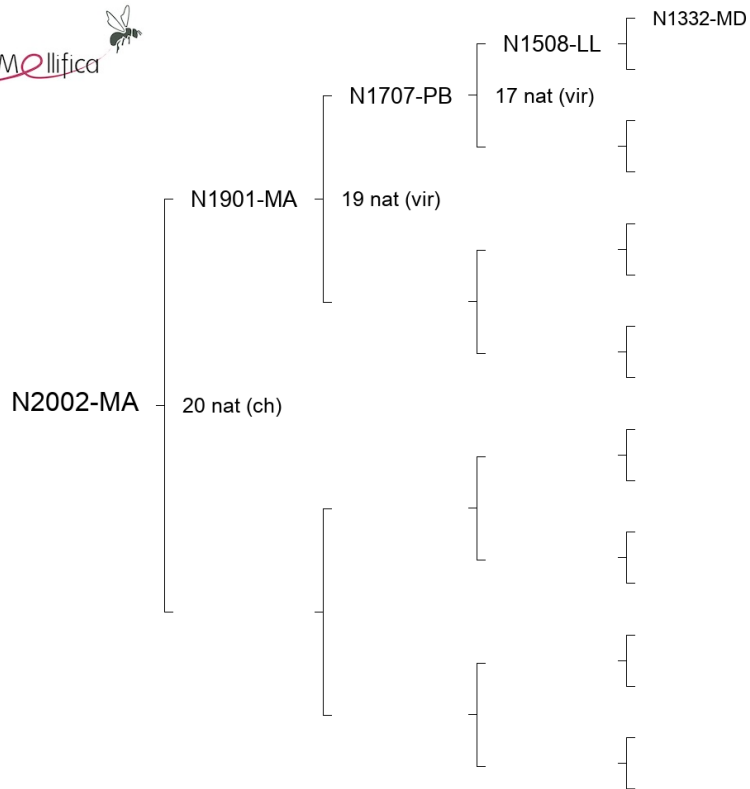 Mellifica
N1332-MD
N1508-LL
N1707-PB
17 nat (vir)
N1901-MA
19 nat (vir)
N2002-MA
20 nat (ch)